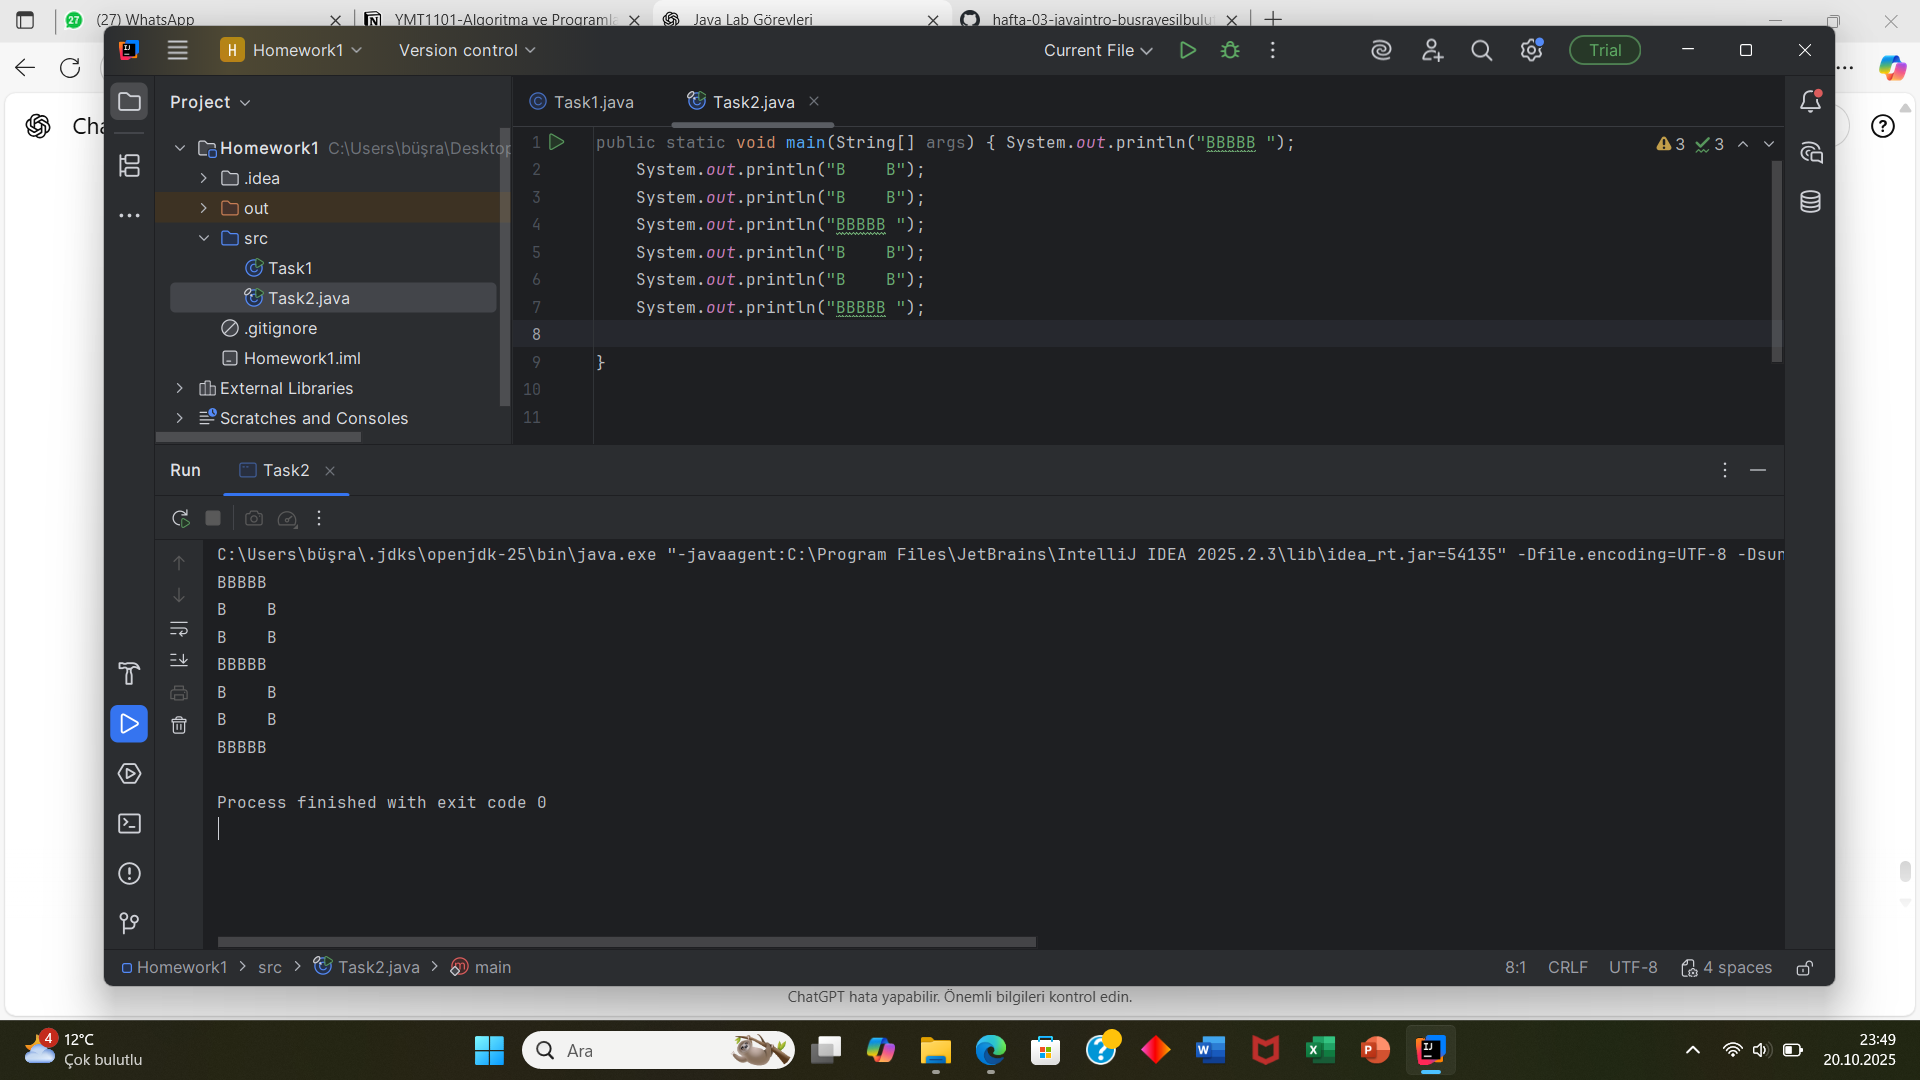 (27) WhatsApp
YMT1101-Algoritma ve Programla
Java Lab Görevleri
hafta-03-javaintro-busrayesilbulut
H Homework1 Version control Current File Trial
Project
Task1.java Task2.java
Homework1 C:\Users\büşra\Desktop
.idea
out
src
Task1
Task2.java
.gitignore
Homework1.iml
External Libraries
Scratches and Consoles
1 public static void main(String[] args) { System.out.println("BBBBB ");
2 System.out.println("B    B");
3 System.out.println("B    B");
4 System.out.println("BBBBB ");
5 System.out.println("B    B");
6 System.out.println("B    B");
7 System.out.println("BBBBB ");
8
9 }
10
11
3 3
Run Task2
C:\Users\büşra\.jdks\openjdk-25\bin\java.exe "-javaagent:C:\Program Files\JetBrains\IntelliJ IDEA 2025.2.3\lib\idea_rt.jar=54135" -Dfile.encoding=UTF-8 -Dsun
BBBBB
B    B
B    B
BBBBB
B    B
B    B
BBBBB
Process finished with exit code 0
Homework1 > src > Task2.java > main
8:1 CRLF UTF-8 4 spaces
ChatGPT hata yapabilir. Önemli bilgileri kontrol edin.
4 12°C
Çok bulutlu
Ara
23:49
20.10.2025